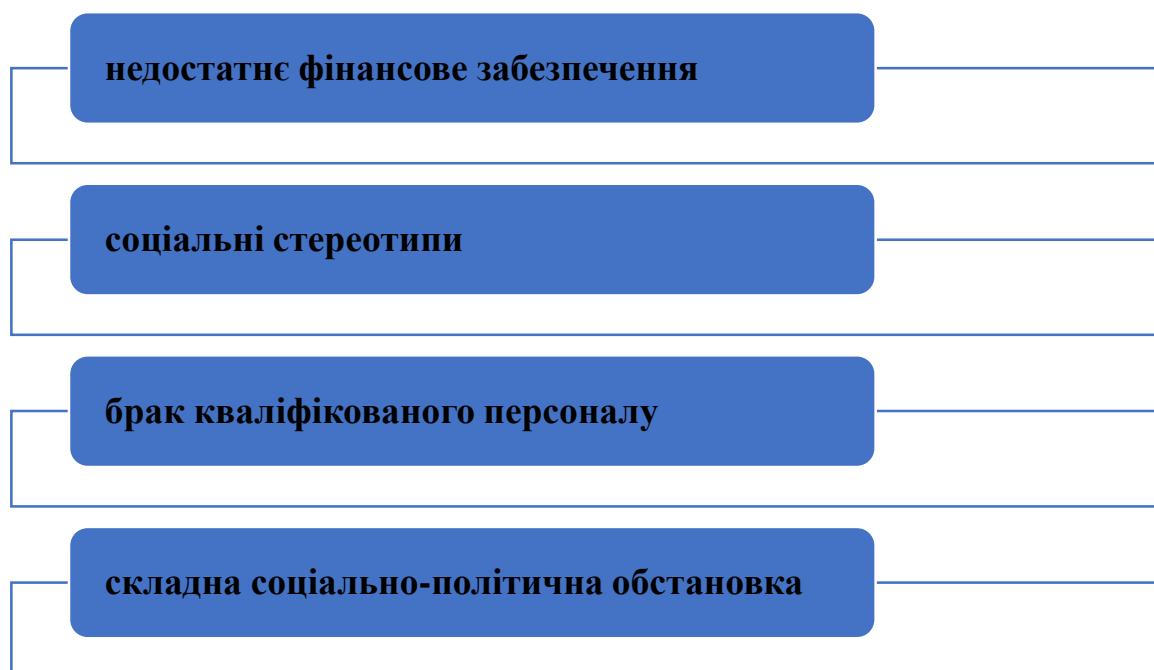 недостатнє фінансове забезпечення
соціальні стереотипи
брак кваліфікованого персоналу
складна соціально-політична обстановка